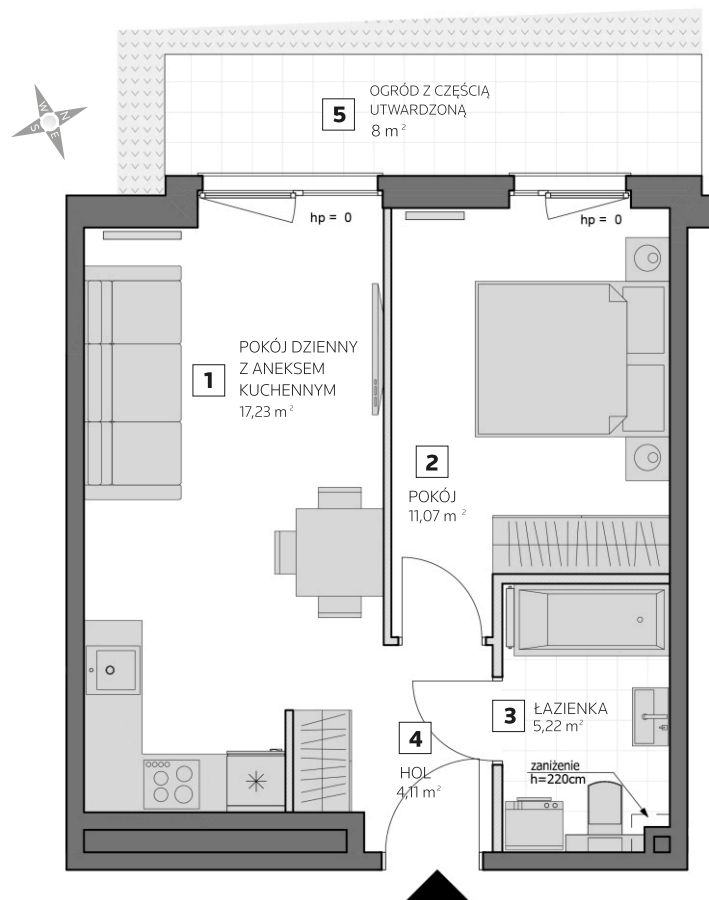 5
OGRÓD Z CZĘŚCIĄ
UTWARDZONĄ
8 m²
N
W
E
S
hp = 0
hp = 0
1
POKÓJ DZIENNY
Z ANEKSEM
KUCHENNYM
17,23 m²
2
POKÓJ
11,07 m²
3
ŁAZIENKA
5,22 m²
4
HOL
4,11 m²
zaniżenie
h=220cm